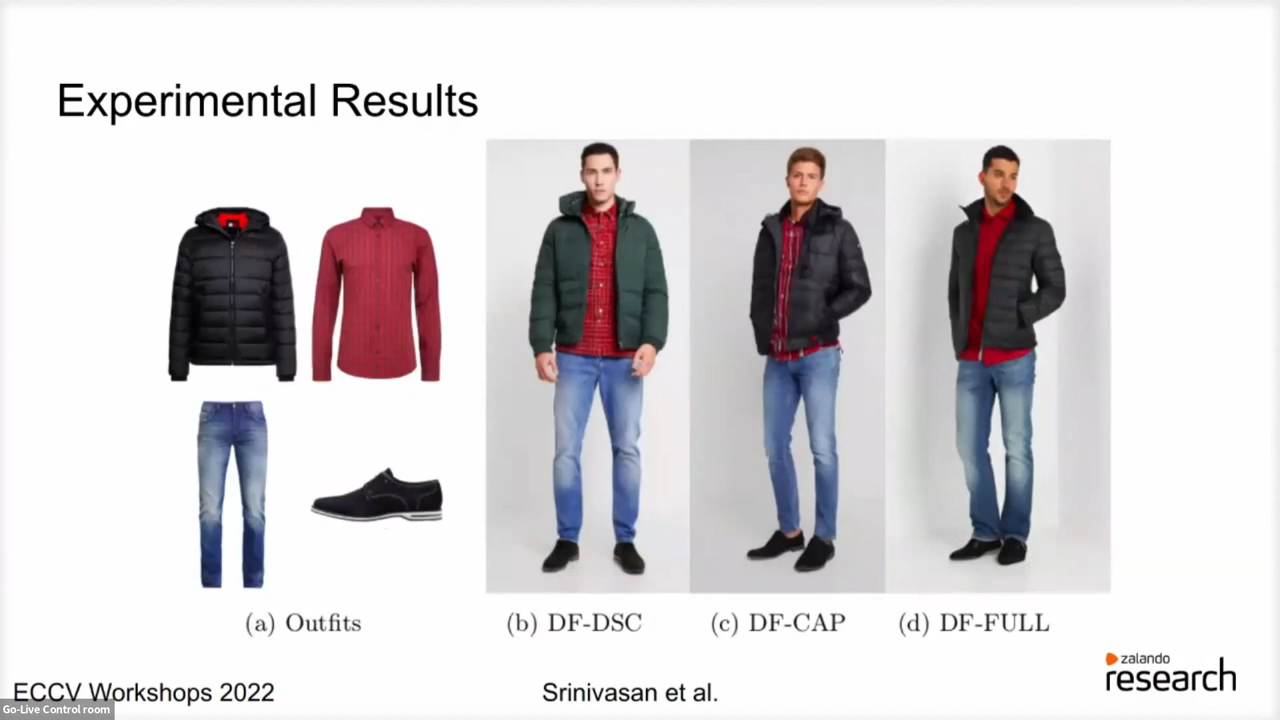 Experimental Results
(a) Outfits
(b) DF-DSC
(c) DF-CAP
(d) DF-FULL
zalando
research
ECCV Workshops 2022
Srinivasan et al.
Go-Live Control room